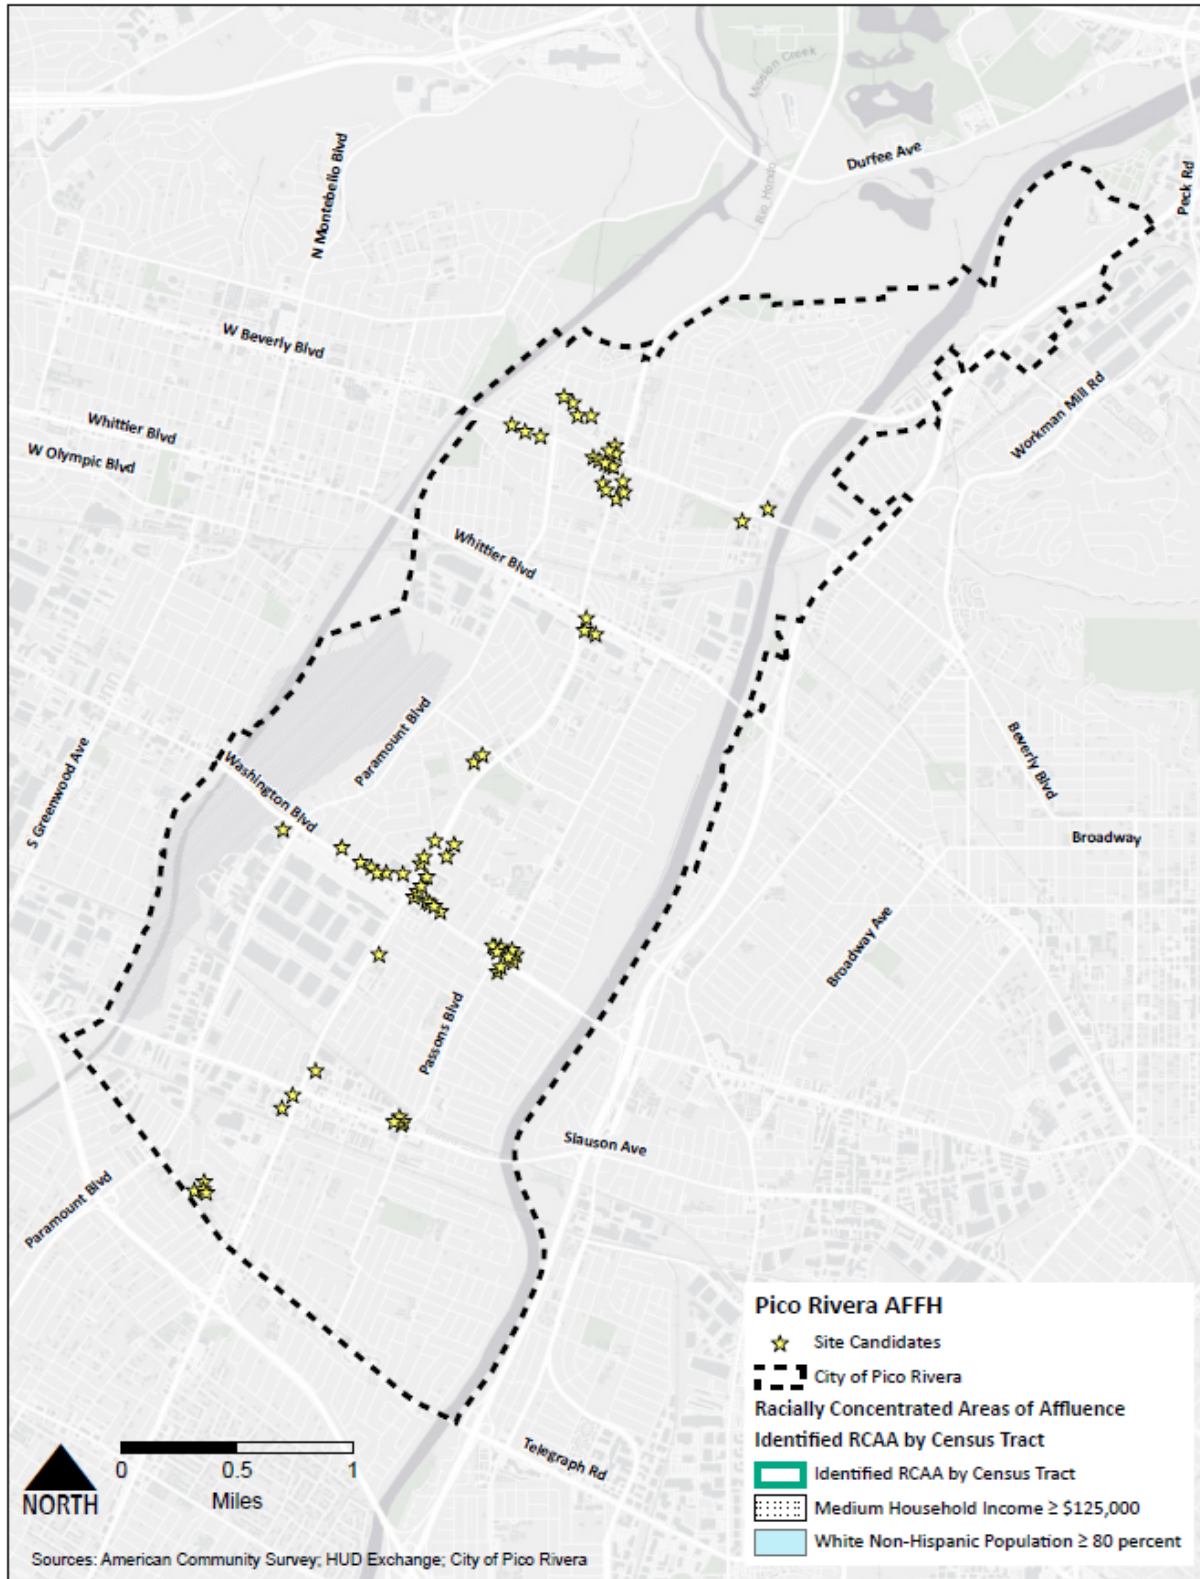 Mission Creek
Durfee Ave
Peck Rd
Rio Hondo
N Montebello Blvd
W Beverly Blvd
Workman Mill Rd
Whittier Blvd
W Olympic Blvd
Whittier Blvd
Paramount Blvd
S Greenwood Ave
Washington Blvd
Beverly Blvd
Broadway
Broadway Ave
Passons Blvd
Slauson Ave
Paramount Blvd
Telegraph Rd
Pico Rivera AFFH
Site Candidates
City of Pico Rivera
Racially Concentrated Areas of Affluence
Identified RCAA by Census Tract
Identified RCAA by Census Tract
Medium Household Income ≥ $125,000
White Non-Hispanic Population ≥ 80 percent
NORTH
0 0.5 1
Miles
Sources: American Community Survey; HUD Exchange; City of Pico Rivera